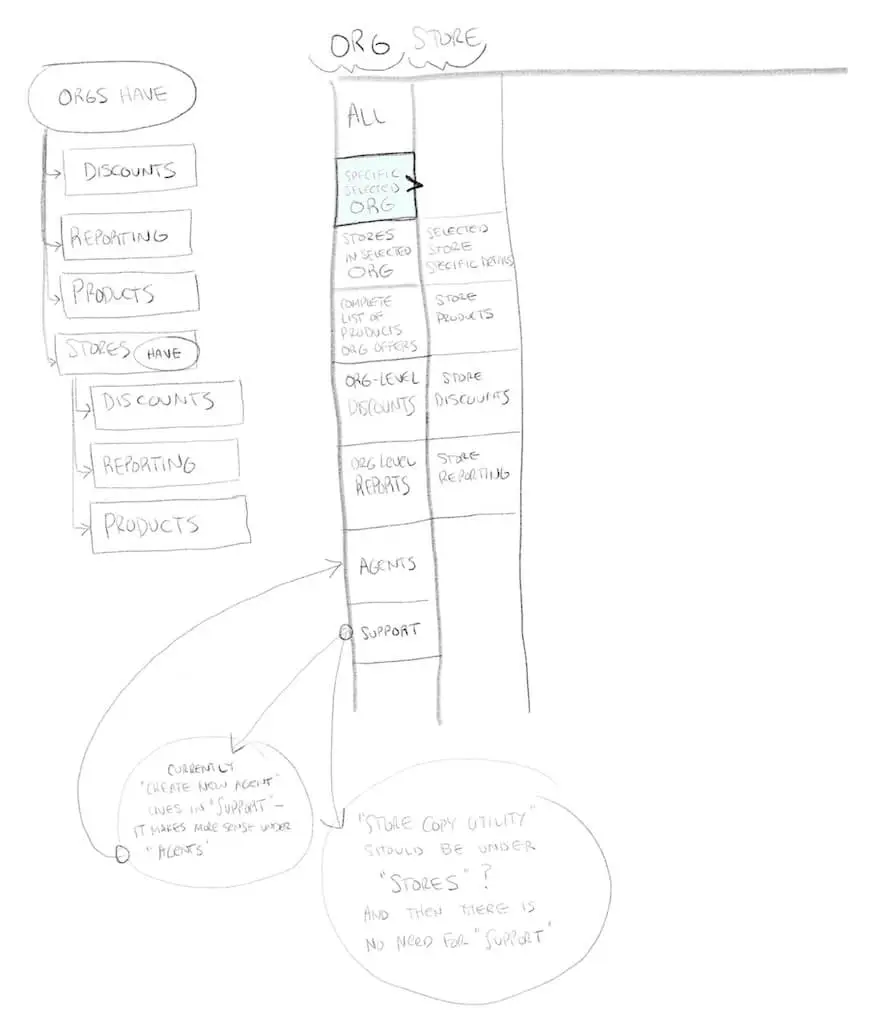 ORG STORE
ORGS HAVE
DISCOUNTS
REPORTING
PRODUCTS
STORES HAVE
DISCOUNTS
REPORTING
PRODUCTS
ALL
SPECIFIC
SELECTED
ORG
>
STORES
IN SELECTED
ORG
SELECTED
STORE
SPECIFIC DETAILS
COMPLETE
LIST OF
PRODUCTS
ORG OFFERS
STORE
PRODUCTS
ORG-LEVEL
DISCOUNTS
STORE
DISCOUNTS
ORG LEVEL
REPORTS
STORE
REPORTING
AGENTS
SUPPORT
CURRENTLY
"CREATE NEW AGENT"
LIVES IN "SUPPORT" –
IT MAKES MORE SENSE UNDER
"AGENTS"
"STORE COPY UTILITY"
SHOULD BE UNDER
"STORES" ?
AND THEN THERE IS
NO NEED FOR "SUPPORT"